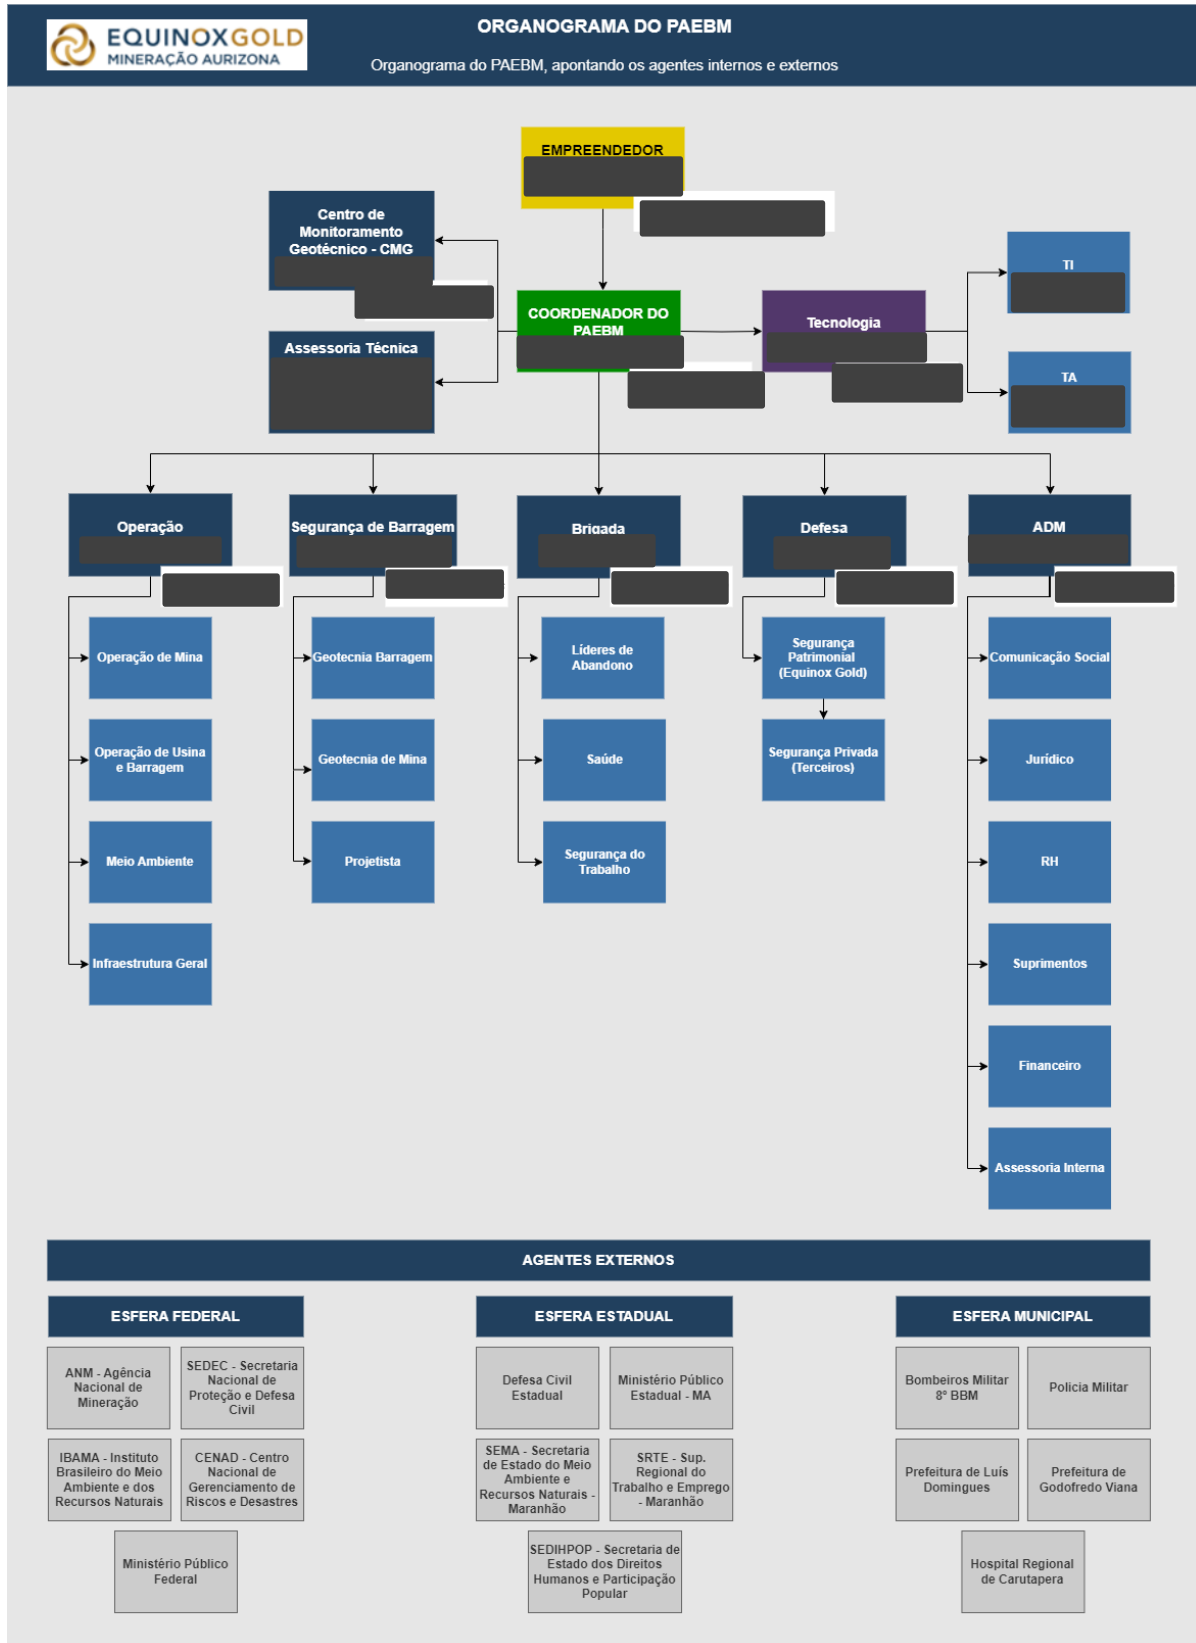 EQUINOXGOLD
MINERAÇÃO AURIZONA
ORGANOGRAMA DO PAEBM
Organograma do PAEBM, apontando os agentes internos e externos
EMPREENDEDOR
Centro de
Monitoramento
Geotécnico - CMG
COORDENADOR DO
PAEBM
Tecnologia
TI
Assessoria Técnica
TA
Operação
Segurança de Barragem
Brigada
Defesa
ADM
Operação de Mina
Geotecnia Barragem
Líderes de
Abandono
Segurança
Patrimonial
(Equinox Gold)
Comunicação Social
Operação de Usina
e Barragem
Geotecnia de Mina
Saúde
Segurança Privada
(Terceiros)
Jurídico
Meio Ambiente
Projetista
Segurança do
Trabalho
RH
Infraestrutura Geral
Suprimentos
Financeiro
Assessoria Interna
AGENTES EXTERNOS
ESFERA FEDERAL
ESFERA ESTADUAL
ESFERA MUNICIPAL
ANM - Agência
Nacional de
Mineração
SEDEC - Secretaria
Nacional de
Proteção e Defesa
Civil
Defesa Civil
Estadual
Ministério Público
Estadual - MA
Bombeiros Militar
8º BBM
Policia Militar
IBAMA - Instituto
Brasileiro do Meio
Ambiente e dos
Recursos Naturais
CENAD - Centro
Nacional de
Gerenciamento de
Riscos e Desastres
SEMA - Secretaria
de Estado do Meio
Ambiente e
Recursos Naturais -
Maranhão
SRTE - Sup.
Regional do
Trabalho e Emprego
- Maranhão
Prefeitura de Luís
Domingues
Prefeitura de
Godofredo Viana
Ministério Público
Federal
SEDIHPOP - Secretaria de
Estado dos Direitos
Humanos e Participação
Popular
Hospital Regional
de Carutapera